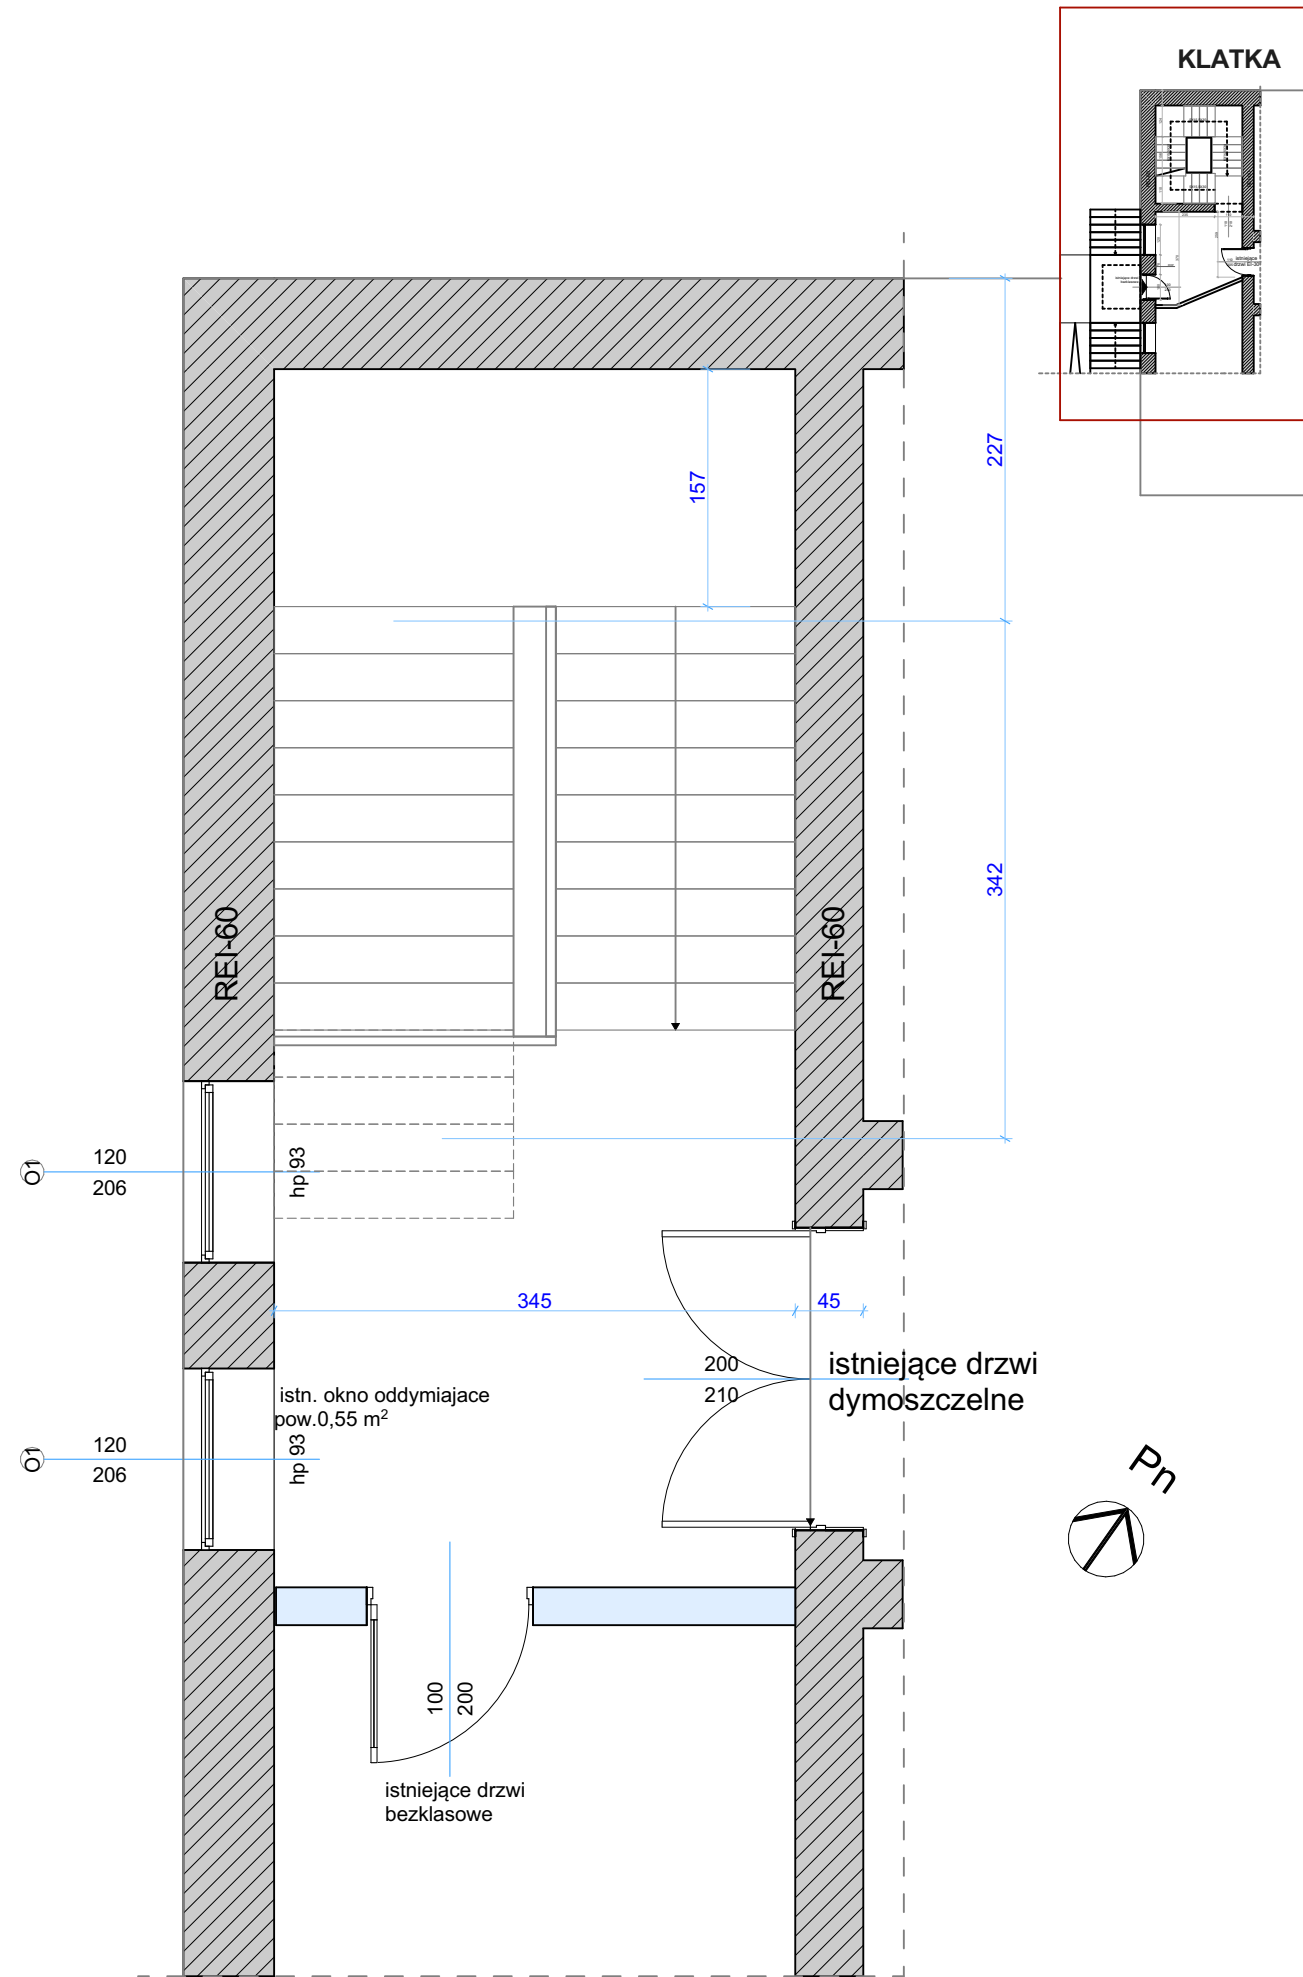 KLATKA
227
157
342
REI-60
REI-60
O1
120
206
hp 93
345
45
200
210
istniejące drzwi
dymoszczelne
istn. okno oddymiajace
pow.0,55 m²
O1
120
206
hp 93
Pn
100
200
istniejące drzwi
bezklasowe